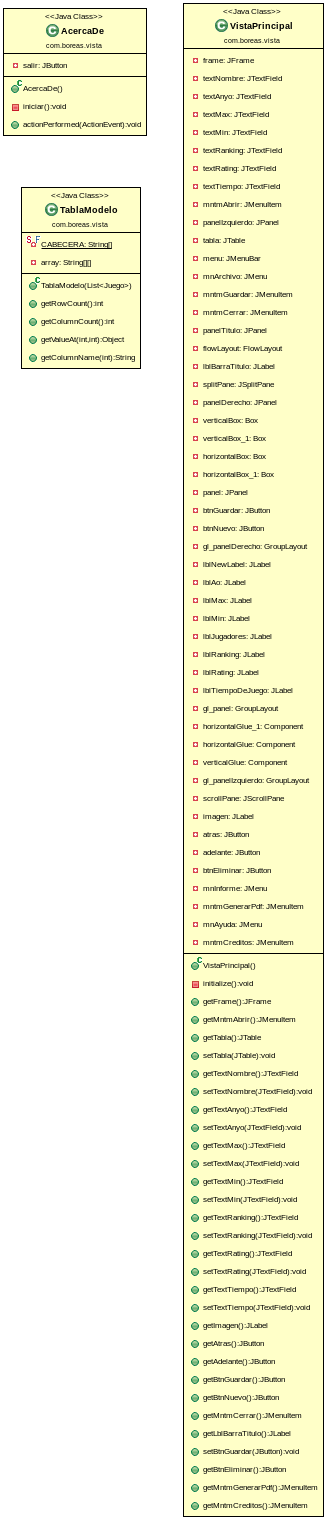 <<Java Class>>
AcercaDe
com.boreas.vista
salir: JButton
AcercaDe()
iniciar():void
actionPerformed(ActionEvent):void
<<Java Class>>
TablaModelo
com.boreas.vista
CABECERA: String[]
array: String[][]
TablaModelo(List<Juego>)
getRowCount():int
getColumnCount():int
getValueAt(int,int):Object
getColumnName(int):String
<<Java Class>>
VistaPrincipal
com.boreas.vista
frame: JFrame
textNombre: JTextField
textAnyo: JTextField
textMax: JTextField
textMin: JTextField
textRanking: JTextField
textRating: JTextField
textTiempo: JTextField
mntmAbrir: JMenuItem
panelIzquierdo: JPanel
tabla: JTable
menu: JMenuBar
mnArchivo: JMenu
mntmGuardar: JMenuItem
mntmCerrar: JMenuItem
panelTitulo: JPanel
flowLayout: FlowLayout
lblBarraTitulo: JLabel
splitPane: JSplitPane
panelDerecho: JPanel
verticalBox: Box
verticalBox_1: Box
horizontalBox: Box
horizontalBox_1: Box
panel: JPanel
btnGuardar: JButton
btnNuevo: JButton
gl_panelDerecho: GroupLayout
lblNewLabel: JLabel
lblAo: JLabel
lblMax: JLabel
lblMin: JLabel
lblJugadores: JLabel
lblRanking: JLabel
lblRating: JLabel
lblTiempoDeJuego: JLabel
gl_panel: GroupLayout
horizontalGlue_1: Component
horizontalGlue: Component
verticalGlue: Component
gl_panelIzquierdo: GroupLayout
scrollPane: JScrollPane
imagen: JLabel
atras: JButton
adelante: JButton
btnEliminar: JButton
mnInforme: JMenu
mntmGenerarPdf: JMenuItem
mnAyuda: JMenu
mntmCreditos: JMenuItem
VistaPrincipal()
initialize():void
getFrame():JFrame
getMntmAbrir():JMenuItem
getTabla():JTable
setTabla(JTable):void
getTextNombre():JTextField
setTextNombre(JTextField):void
getTextAnyo():JTextField
setTextAnyo(JTextField):void
getTextMax():JTextField
setTextMax(JTextField):void
getTextMin():JTextField
setTextMin(JTextField):void
getTextRanking():JTextField
setTextRanking(JTextField):void
getTextRating():JTextField
setTextRating(JTextField):void
getTextTiempo():JTextField
setTextTiempo(JTextField):void
getImagen():JLabel
getAtras():JButton
getAdelante():JButton
getBtnGuardar():JButton
getBtnNuevo():JButton
getMntmCerrar():JMenuItem
getLblBarraTitulo():JLabel
setBtnGuardar(JButton):void
getBtnEliminar():JButton
getMntmGenerarPdf():JMenuItem
getMntmCreditos():JMenuItem